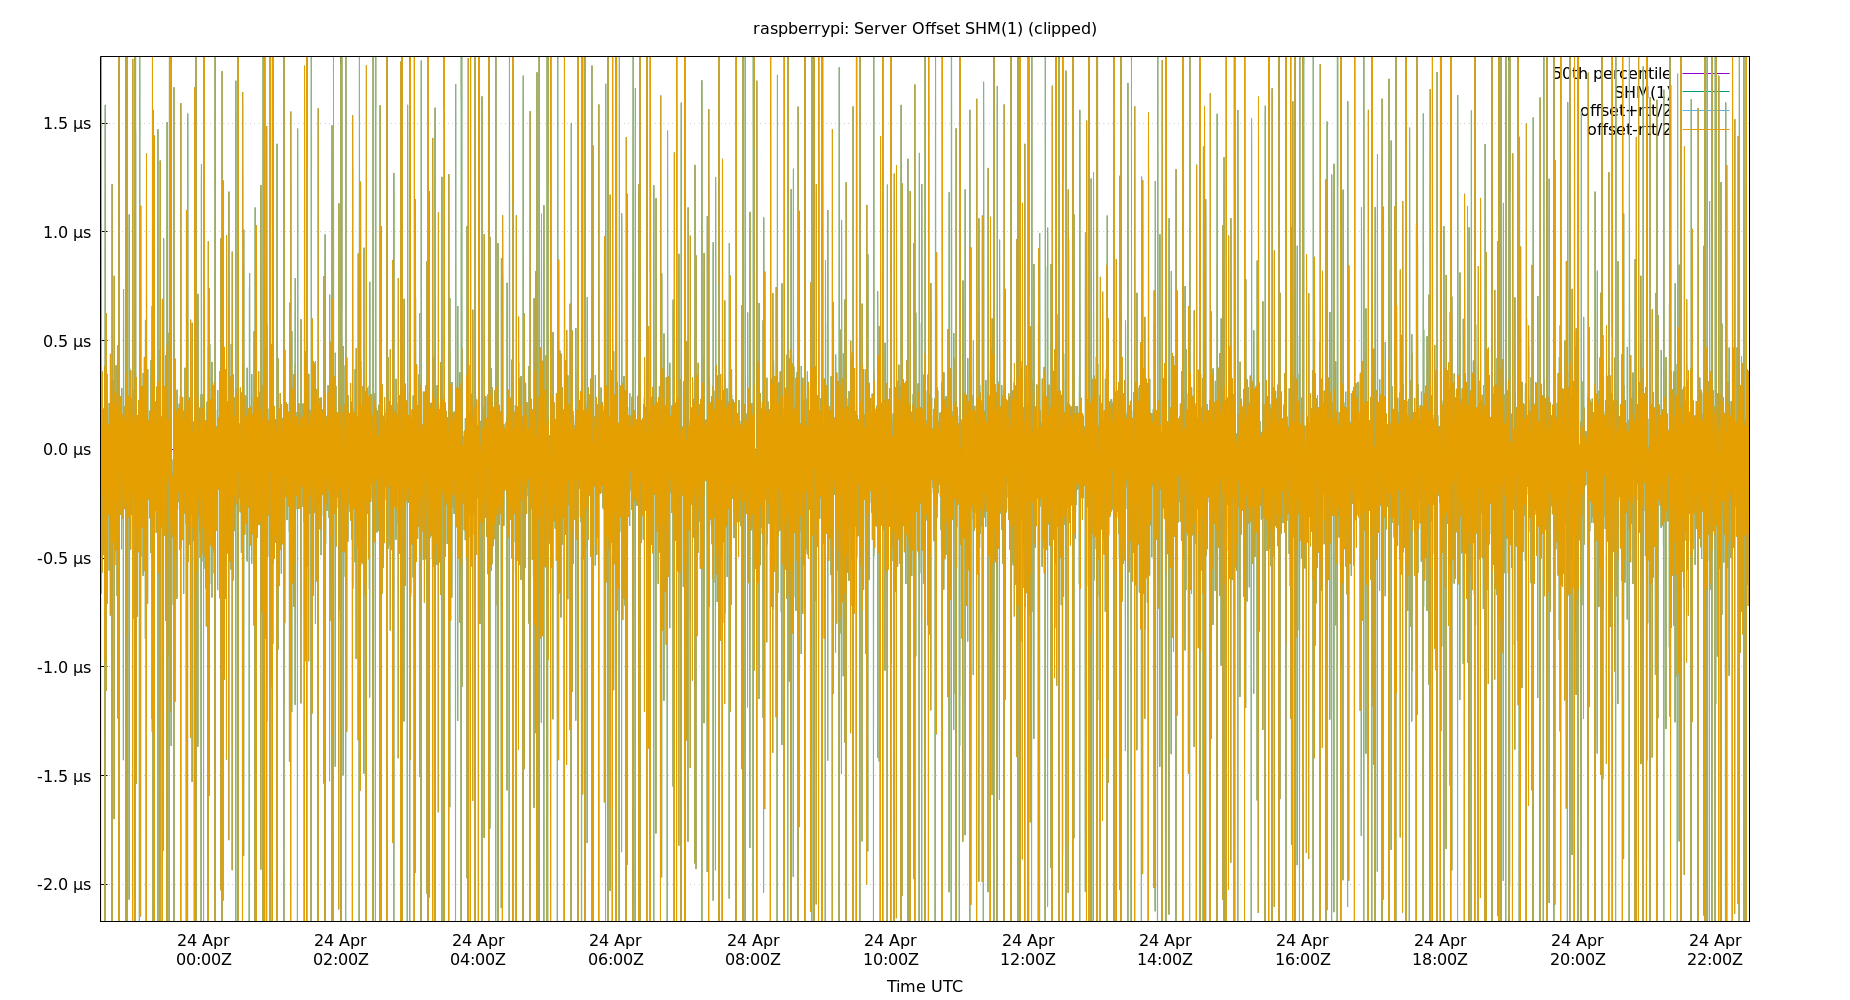 raspberrypi: Server Offset SHM(1) (clipped)
50th percentile
SHM(1)
offset+rtt/2
offset-rtt/2
1.5 µs
1.0 µs
0.5 µs
0.0 µs
-0.5 µs
-1.0 µs
-1.5 µs
-2.0 µs
24 Apr 24 Apr 24 Apr 24 Apr 24 Apr 24 Apr 24 Apr 24 Apr 24 Apr 24 Apr 24 Apr 24 Apr
00:00Z 02:00Z 04:00Z 06:00Z 08:00Z 10:00Z 12:00Z 14:00Z 16:00Z 18:00Z 20:00Z 22:00Z
Time UTC